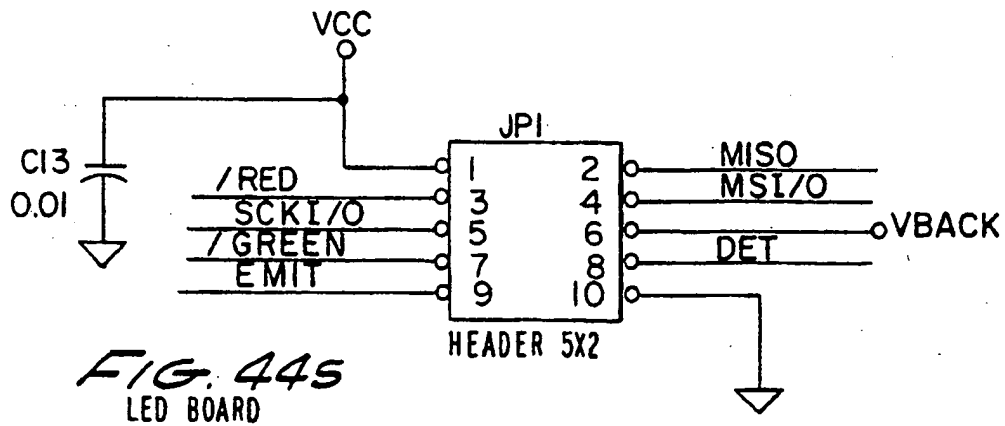 VCC
C13
0.01
JP1
/RED
SCKI/O
/GREEN
EMIT
1 2
3 4
5 6
7 8
9 10
MISO
MSI/O
VBACK
DET
HEADER 5X2
FIG. 44S
LED BOARD